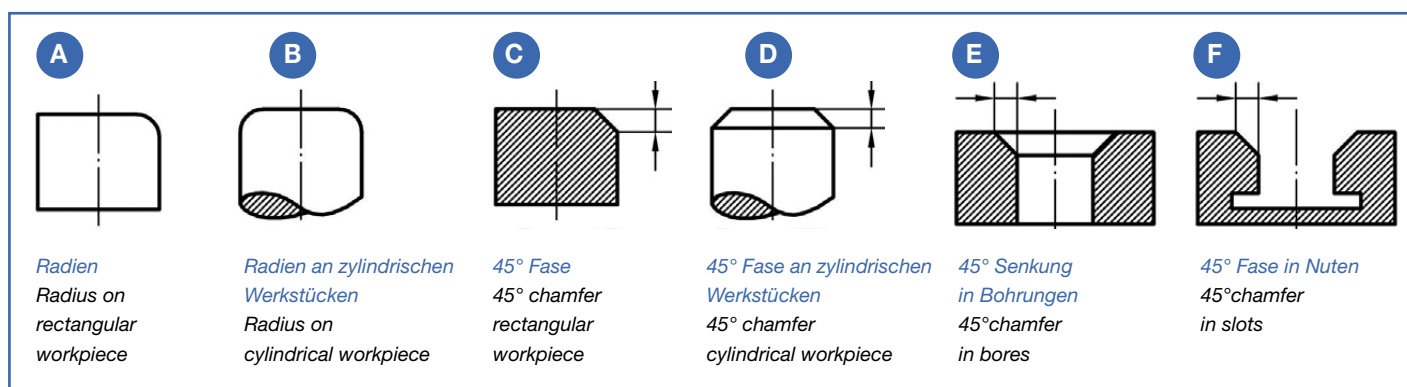 A
B
C
D
E
F
Radien
Radius on
rectangular
workpiece
Radien an zylindrischen
Werkstücken
Radius on
cylindrical workpiece
45° Fase
45° chamfer
rectangular
workpiece
45° Fase an zylindrischen
Werkstücken
45° chamfer
cylindrical workpiece
45° Senkung
in Bohrungen
45°chamfer
in bores
45° Fase in Nuten
45°chamfer
in slots